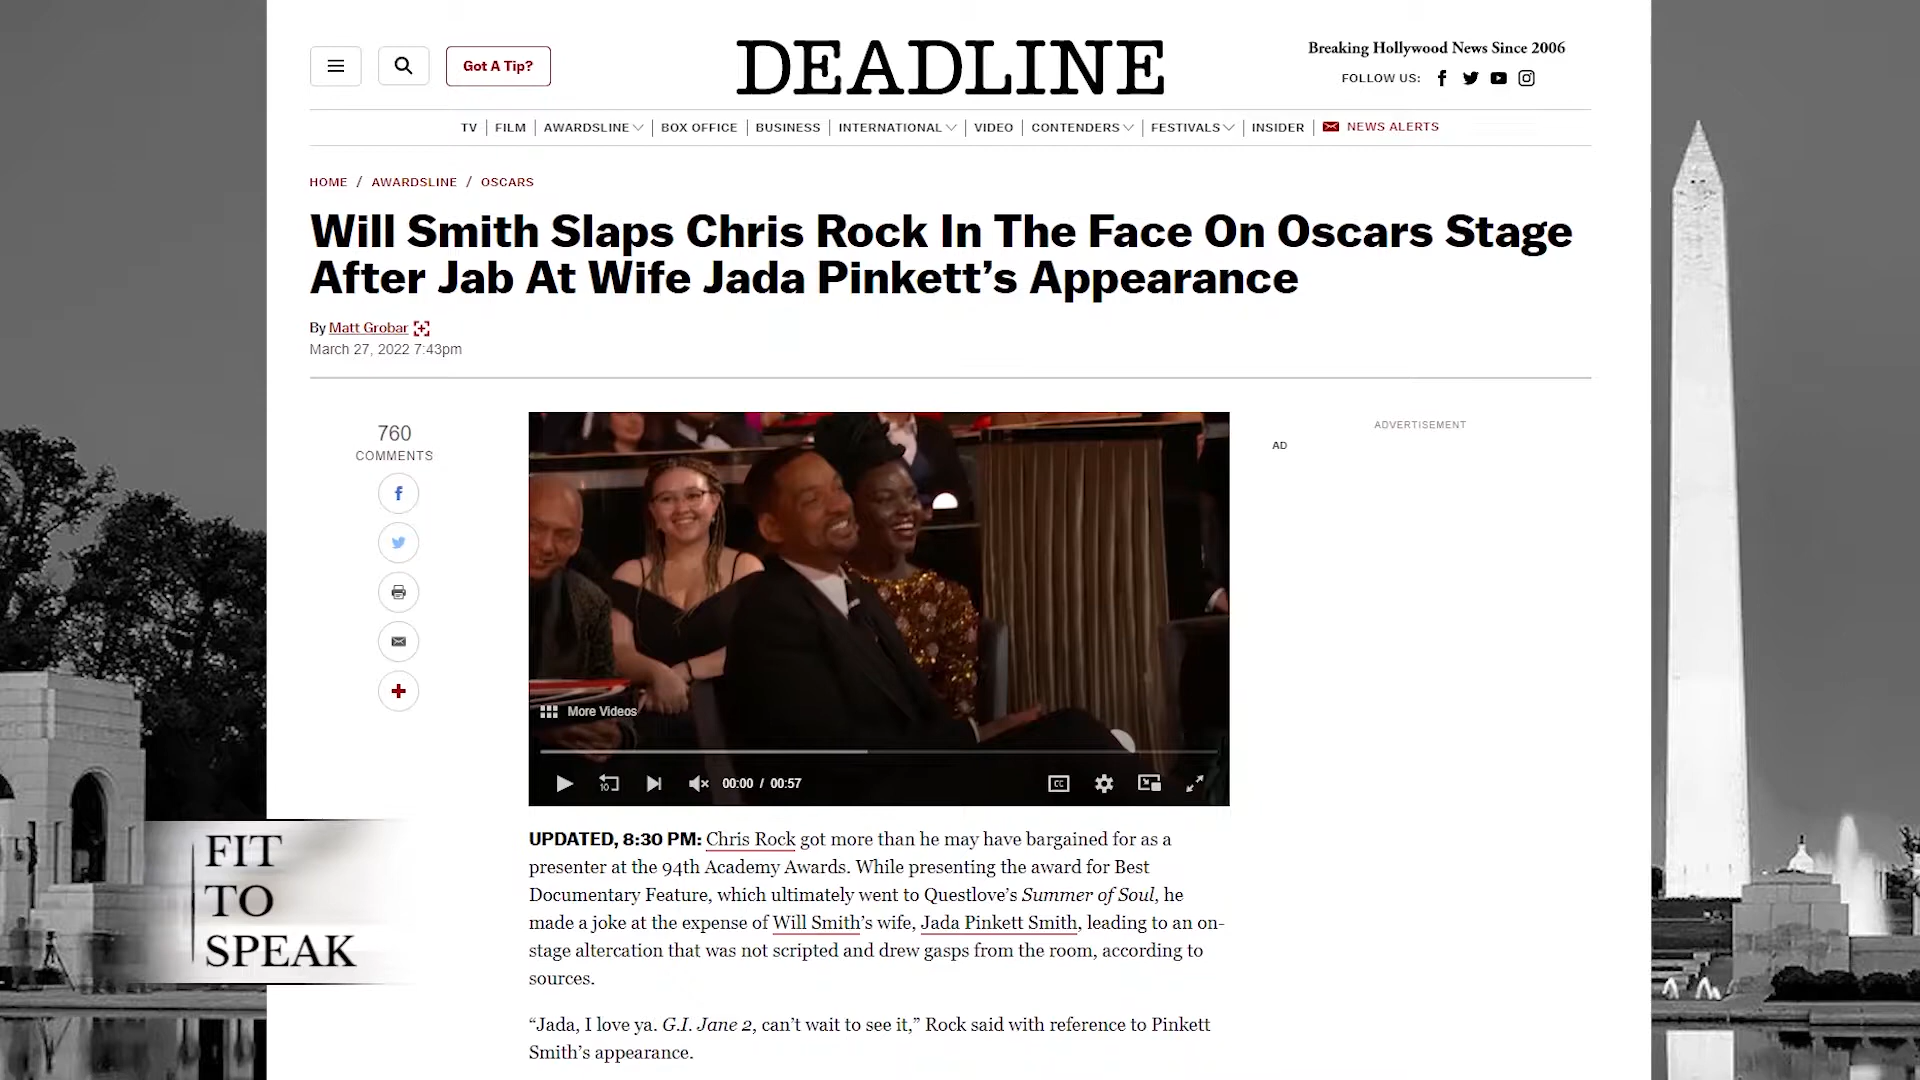 Got A Tip?
DEADLINE
Breaking Hollywood News Since 2006
FOLLOW US:
TV FILM AWARDSLINE BOX OFFICE BUSINESS INTERNATIONAL VIDEO CONTENDERS FESTIVALS INSIDER NEWS ALERTS
HOME / AWARDSLINE / OSCARS
Will Smith Slaps Chris Rock In The Face On Oscars Stage
After Jab At Wife Jada Pinkett’s Appearance
By Matt Grobar
March 27, 2022 7:43pm
760
COMMENTS
ADVERTISEMENT
AD
More Videos
10
00:00 / 00:57
CC
UPDATED, 8:30 PM: Chris Rock got more than he may have bargained for as a
presenter at the 94th Academy Awards. While presenting the award for Best
Documentary Feature, which ultimately went to Questlove’s Summer of Soul, he
made a joke at the expense of Will Smith’s wife, Jada Pinkett Smith, leading to an on-
stage altercation that was not scripted and drew gasps from the room, according to
sources.
“Jada, I love ya. G.I. Jane 2, can’t wait to see it,” Rock said with reference to Pinkett
Smith’s appearance.
FIT
TO
SPEAK